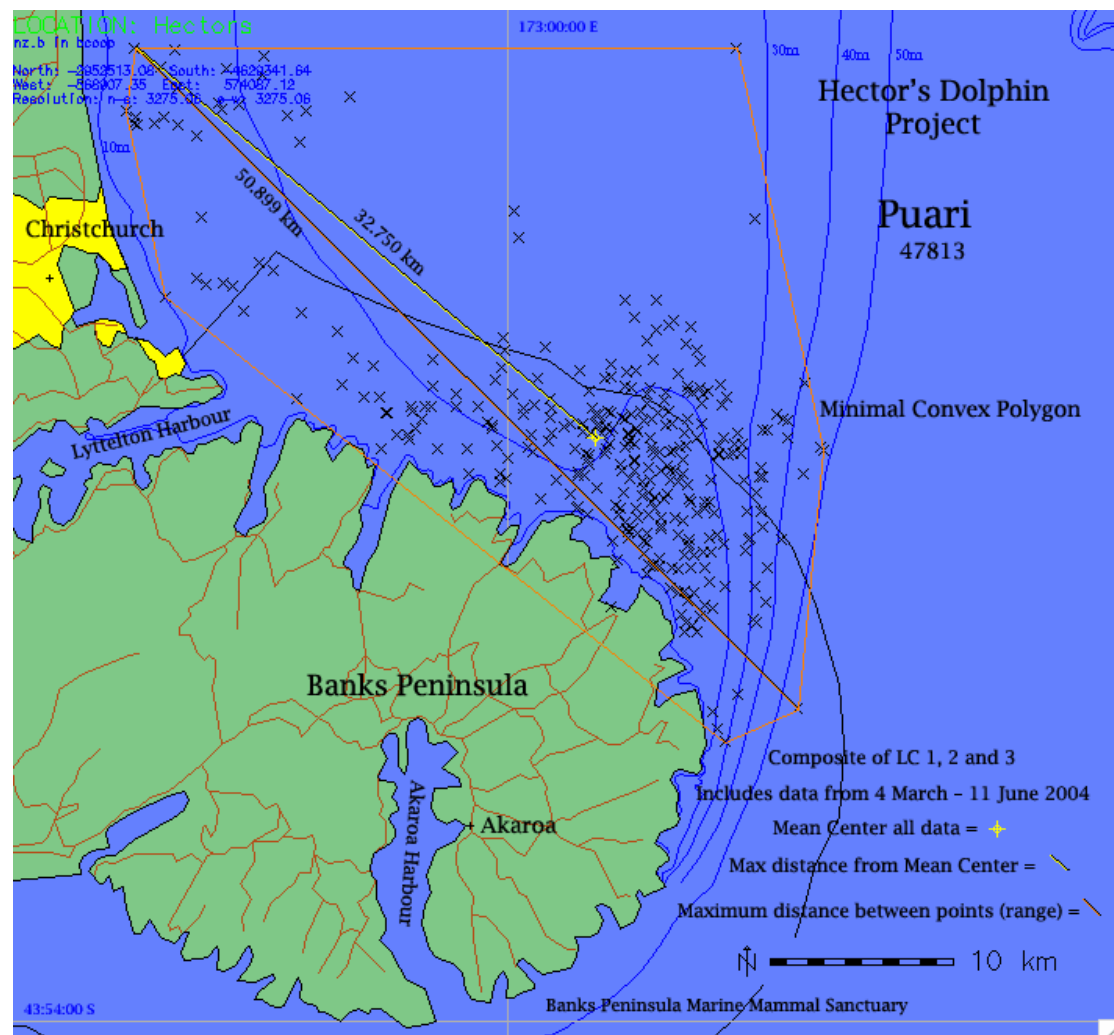 LOCATION: Hectors
nz.b in bcoop
173:00:00 E
30m
40m
50m
North: -3952513.08 South: -4629341.64
West: -568907.35 East: 574087.12
Resolution: n-s: 3275.06 e-w: 3275.06
Hector's Dolphin
Project
10m
50.899 km
32.750 km
Puari
47813
Christchurch
Minimal Convex Polygon
Lyttelton Harbour
Banks Peninsula
Composite of LC 1, 2 and 3
Includes data from 4 March - 11 June 2004
Mean Center all data =
Akaroa
Akaroa Harbour
Max distance from Mean Center =
Maximum distance between points (range) =
N
10 km
43:54:00 S
Banks Peninsula Marine Mammal Sanctuary